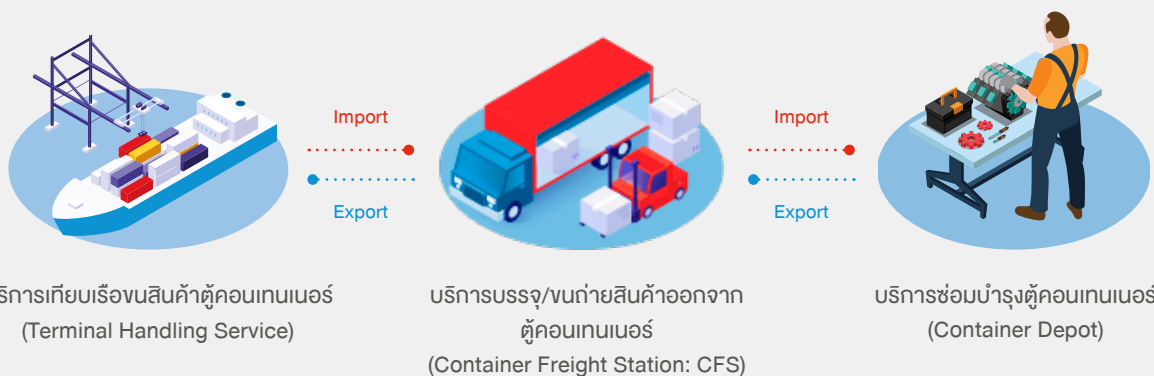 Import
Export
Import
Export
ริการเทียบเรือขนสินค้าตู้คอนเทนเนอร์
(Terminal Handling Service)
บริการบรรจุ/ขนถ่ายสินค้าออกจาก
ตู้คอนเทนเนอร์
(Container Freight Station: CFS)
บริการซ่อมบำรุงตู้คอนเทนเนอร์
(Container Depot)